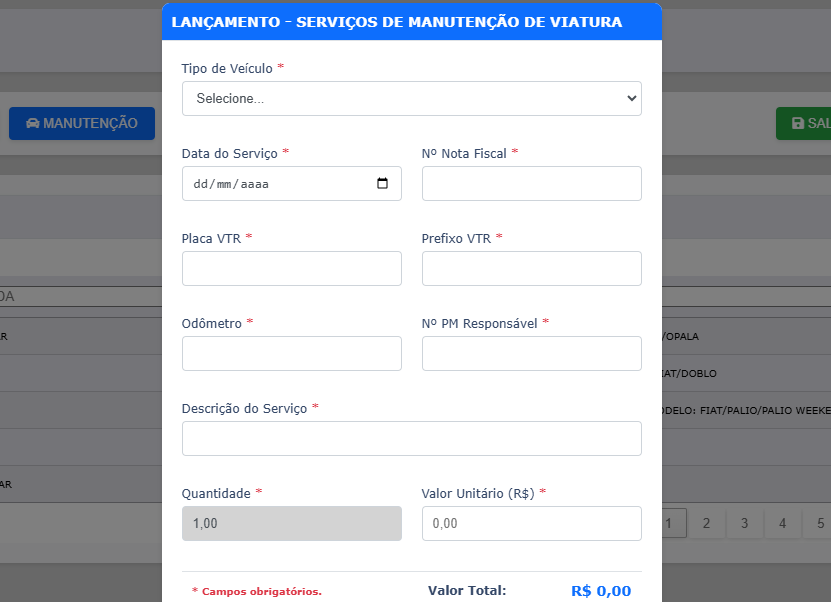 LANÇAMENTO - SERVIÇOS DE MANUTENÇÃO DE VIATURA
Tipo de Veículo *
Selecione...
MANUTENÇÃO
SAL
Data do Serviço * Nº Nota Fiscal *
dd/mm/aaaa
Placa VTR * Prefixo VTR *
DA
Odômetro * Nº PM Responsável *
R /OPALA
IAT/DOBLO
Descrição do Serviço * DELO: FIAT/PALIO/PALIO WEEKE
AR
Quantidade * Valor Unitário (R$) *
1,00 0,00 1 2 3 4 5
* Campos obrigatórios. Valor Total: R$ 0,00